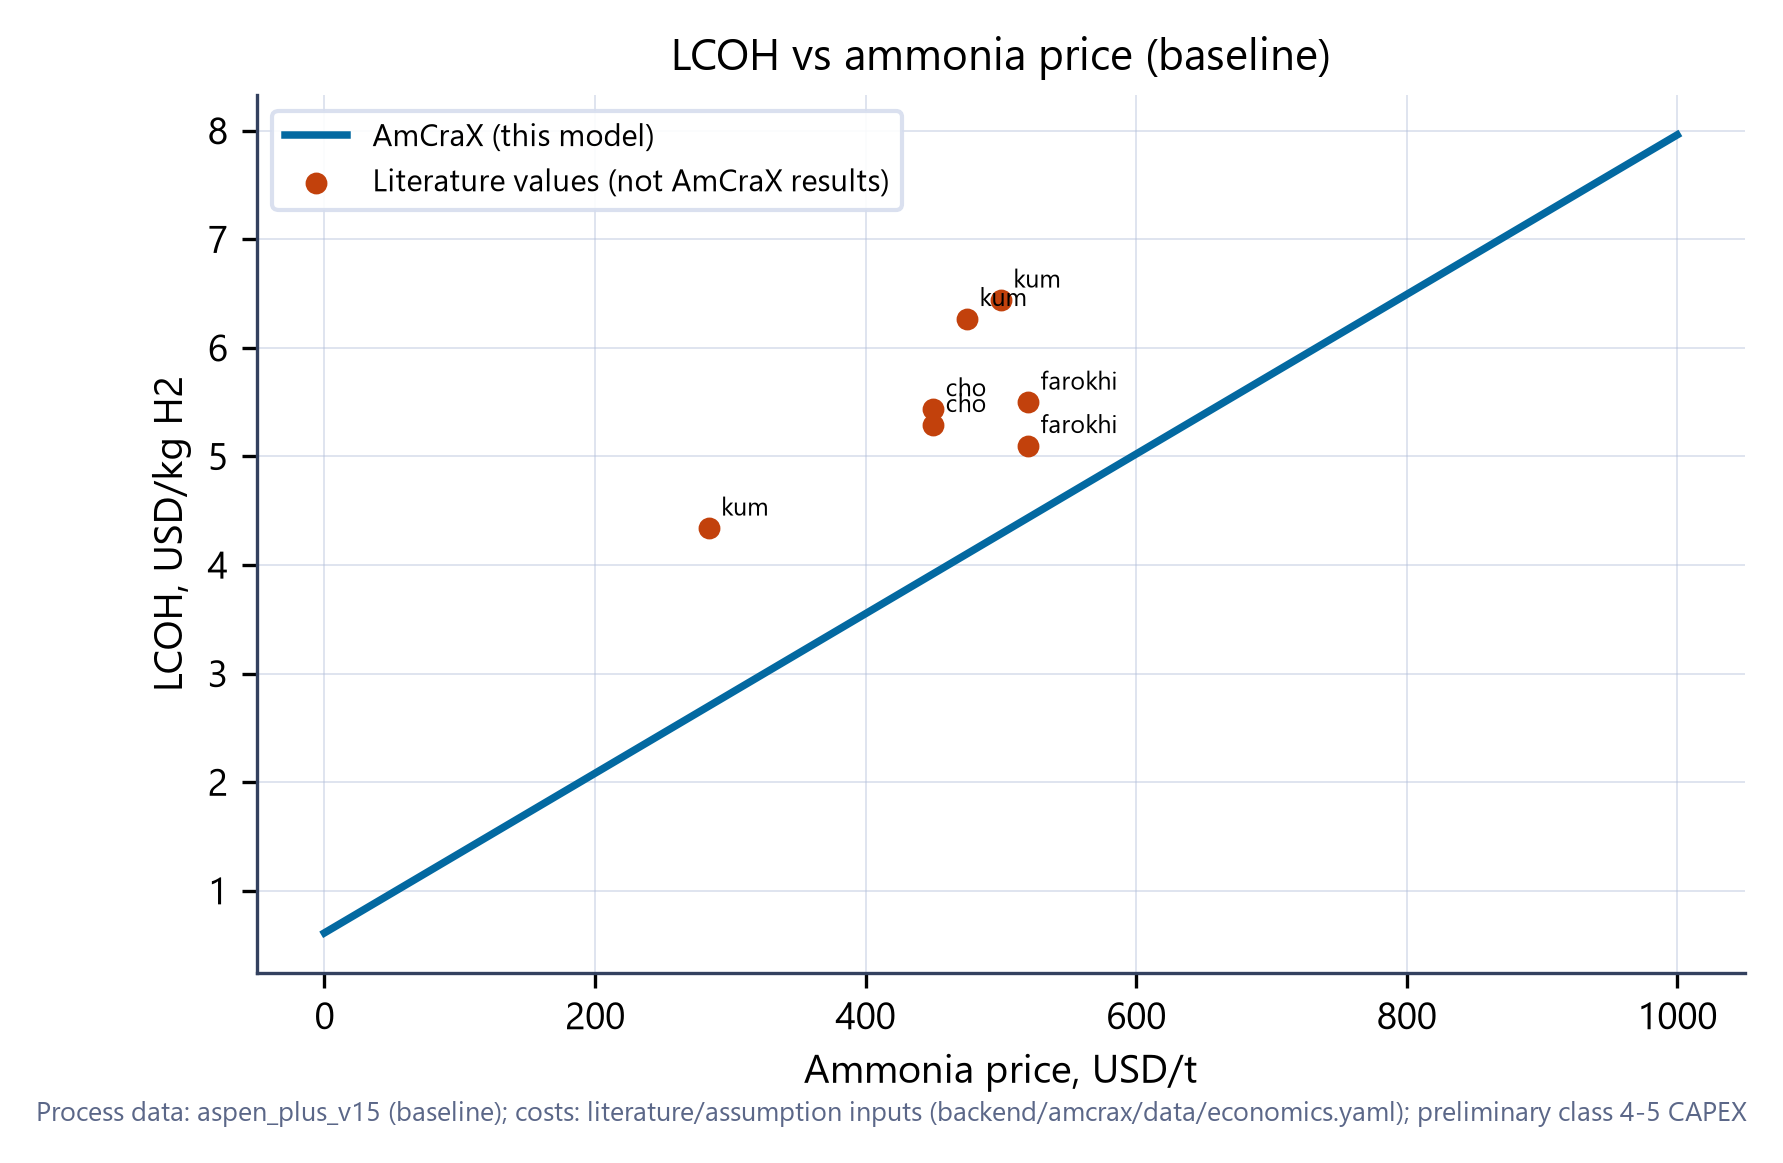 LCOH vs ammonia price (baseline)
AmCraX (this model)
Literature values (not AmCraX results)
8
7
6
5
4
3
2
1
LCOH, USD/kg H2
kum
kum
cho
cho
farokhi
farokhi
kum
0
200
400
600
800
1000
Ammonia price, USD/t
Process data: aspen_plus_v15 (baseline); costs: literature/assumption inputs (backend/amcrax/data/economics.yaml); preliminary class 4-5 CAPEX